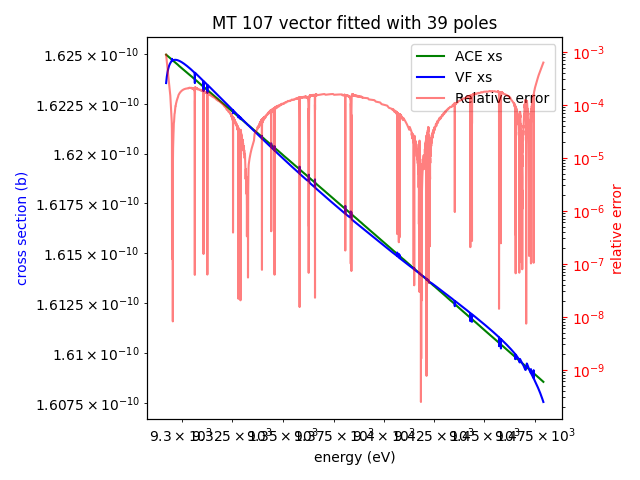 MT 107 vector fitted with 39 poles
ACE xs
VF xs
Relative error
1.625 × 10⁻¹⁰
1.6225 × 10⁻¹⁰
1.62 × 10⁻¹⁰
1.6175 × 10⁻¹⁰
1.615 × 10⁻¹⁰
1.6125 × 10⁻¹⁰
1.61 × 10⁻¹⁰
1.6075 × 10⁻¹⁰
cross section (b)
10⁻³
10⁻⁴
10⁻⁵
10⁻⁶
10⁻⁷
10⁻⁸
10⁻⁹
relative error
energy (eV)